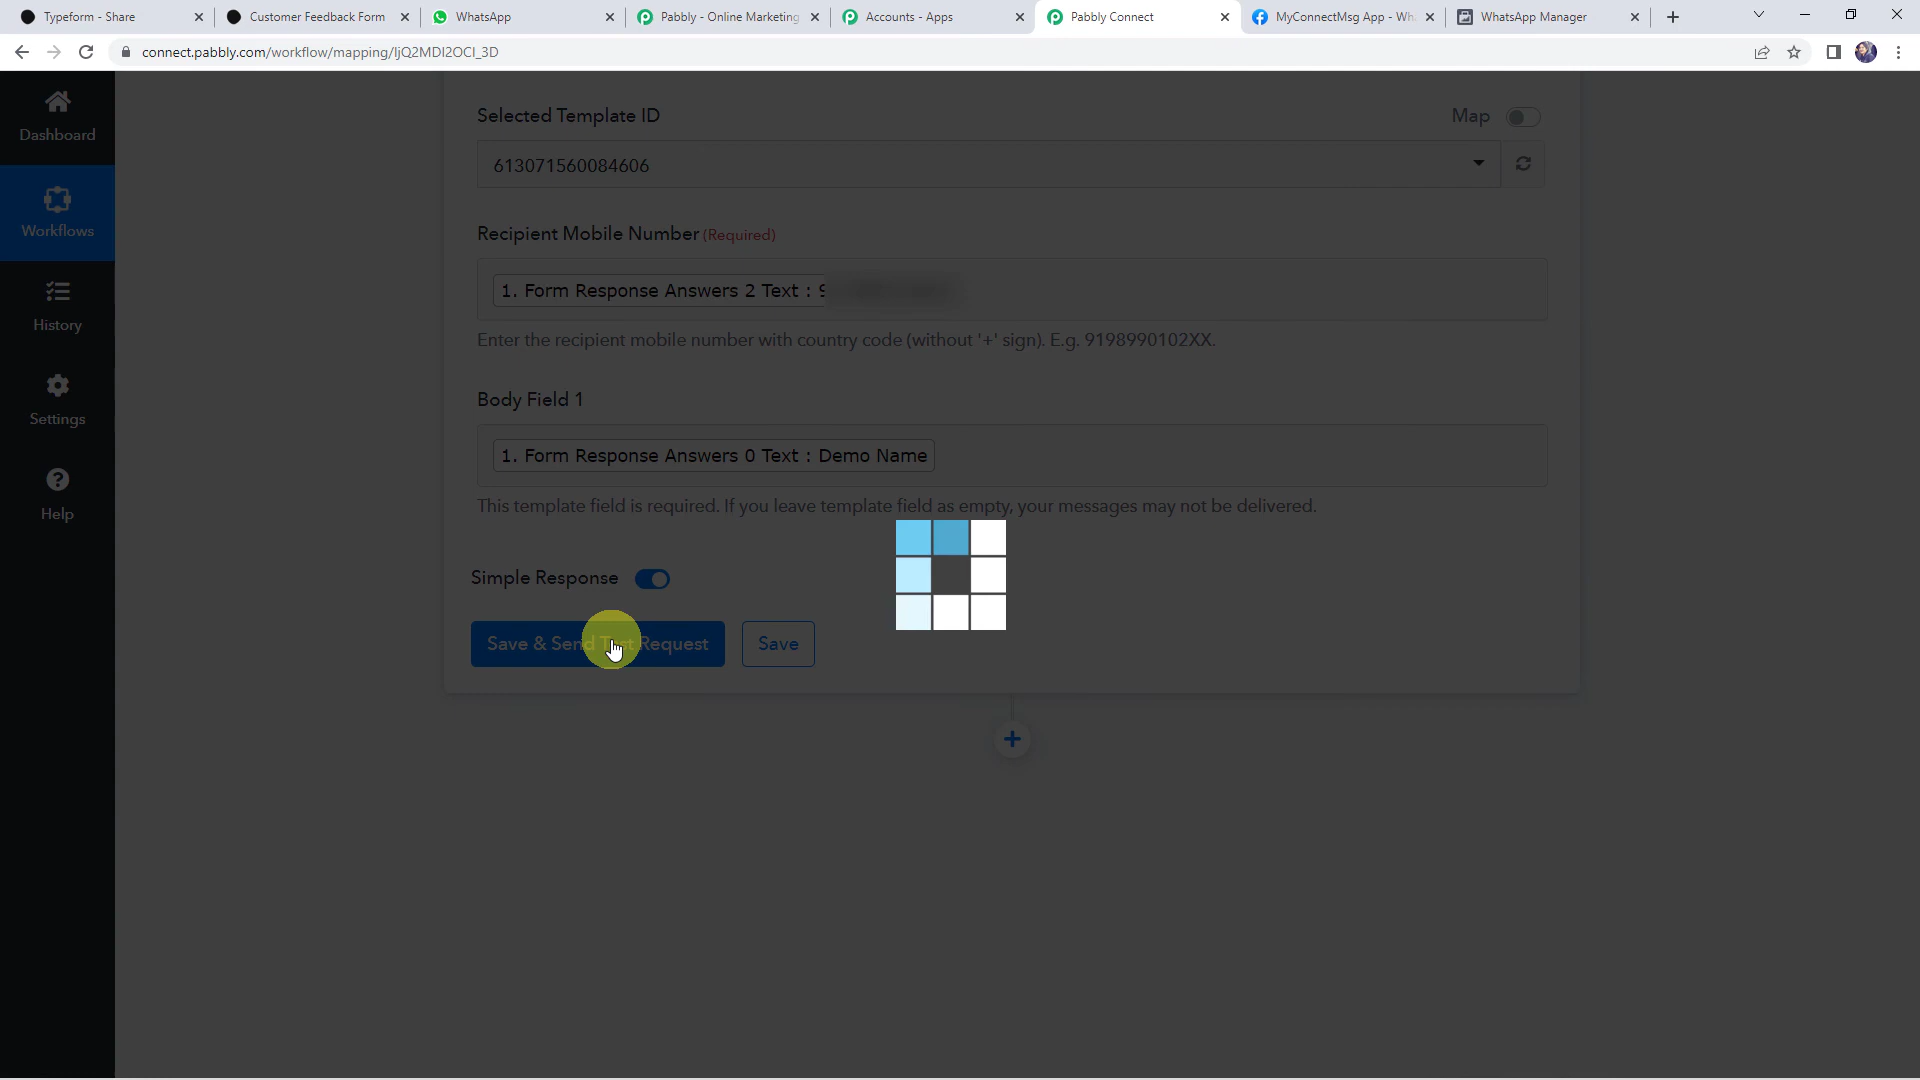 Typeform - Share
Customer Feedback Form
WhatsApp
Pabbly - Online Marketing
Accounts - Apps
Pabbly Connect
MyConnectMsg App - Wh
WhatsApp Manager
connect.pabbly.com/workflow/mapping/IjQ2MDI2OCI_3D
Dashboard
Workflows
History
Settings
Help
Selected Template ID
Map
613071560084606
Recipient Mobile Number (Required)
1. Form Response Answers 2 Text : 9
Enter the recipient mobile number with country code (without '+' sign). E.g. 9198990102XX.
Body Field 1
1. Form Response Answers 0 Text : Demo Name
This template field is required. If you leave template field as empty, your messages may not be delivered.
Simple Response
Save & Send Test Request
Save